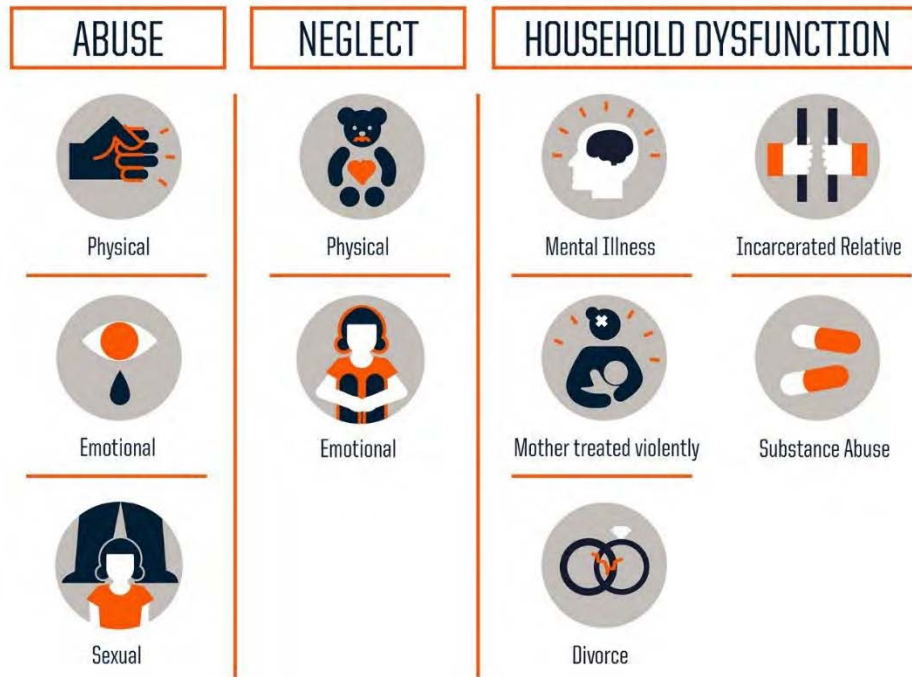 ABUSE
NEGLECT
HOUSEHOLD DYSFUNCTION
Physical
Physical
Mental Illness
Incarcerated Relative
Emotional
Emotional
Mother treated violently
Substance Abuse
Sexual
Divorce